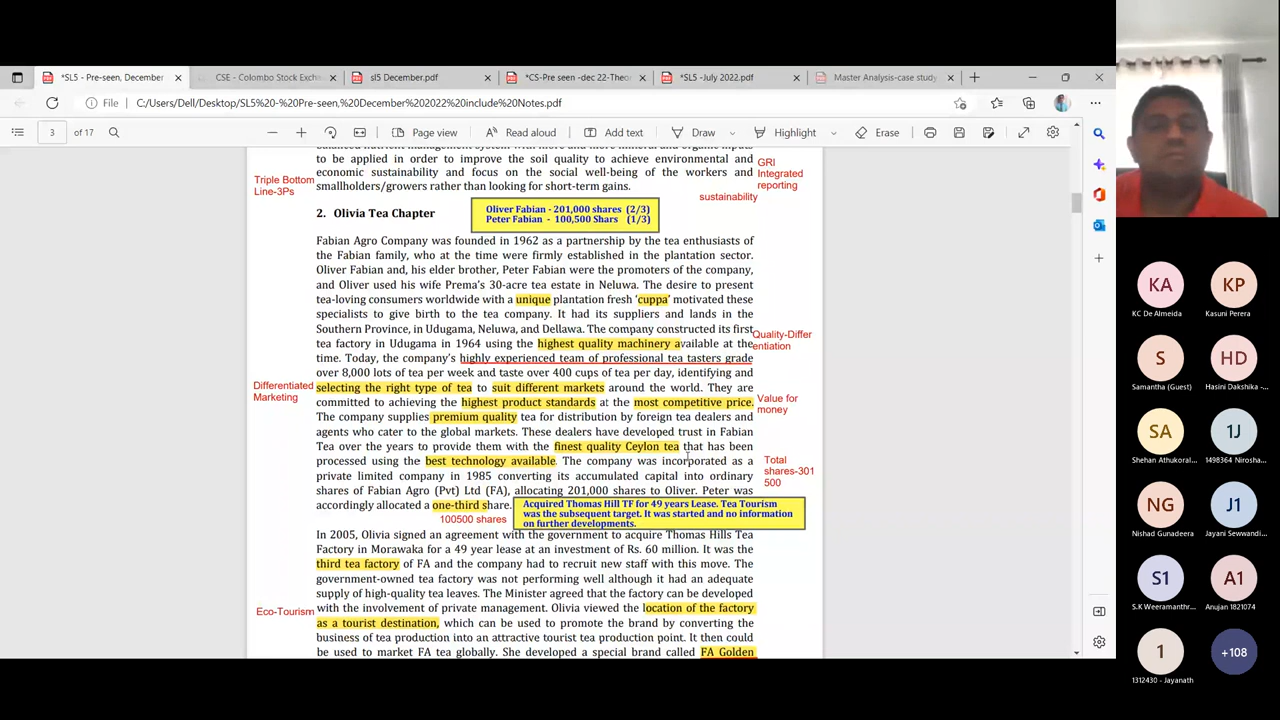 *SL5 - Pre-seen, December
CSE - Colombo Stock Exch
sl5 December.pdf
*CS-Pre seen -dec 22-Theor
*SL5 -July 2022.pdf
Master Analysis-case study
File
C:/Users/Dell/Desktop/SL5%20-%20Pre-seen,%20December%202022%20include%20Notes.pdf
3 of 17
Page view
Read aloud
Add text
Draw
Highlight
Erase
to be applied in order to improve the soil quality to achieve environmental and
economic sustainability and focus on the social well-being of the workers and
smallholders/growers rather than looking for short-term gains.
GRI
Integrated
reporting
Triple Bottom
Line-3Ps
sustainability
2. Olivia Tea Chapter
Oliver Fabian - 201,000 shares (2/3)
Peter Fabian - 100,500 Shars (1/3)
Fabian Agro Company was founded in 1962 as a partnership by the tea enthusiasts of
the Fabian family, who at the time were firmly established in the plantation sector.
Oliver Fabian and, his elder brother, Peter Fabian were the promoters of the company,
and Oliver used his wife Prema's 30-acre tea estate in Neluwa. The desire to present
tea-loving consumers worldwide with a unique plantation fresh 'cuppa' motivated these
specialists to give birth to the tea company. It had its suppliers and lands in the
Southern Province, in Udugama, Neluwa, and Dellawa. The company constructed its first
tea factory in Udugama in 1964 using the highest quality machinery available at the
time. Today, the company's highly experienced team of professional tea tasters grade
over 8,000 lots of tea per week and taste over 400 cups of tea per day, identifying and
selecting the right type of tea to suit different markets around the world. They are
committed to achieving the highest product standards at the most competitive price.
The company supplies premium quality tea for distribution by foreign tea dealers and
agents who cater to the global markets. These dealers have developed trust in Fabian
Tea over the years to provide them with the finest quality Ceylon tea that has been
processed using the best technology available. The company was incorporated as a
private limited company in 1985 converting its accumulated capital into ordinary
shares of Fabian Agro (Pvt) Ltd (FA), allocating 201,000 shares to Oliver. Peter was
accordingly allocated a one-third share.
Quality-Differ
entiation
Differentiated
Marketing
Value for
money
Total
shares-301
500
100500 shares
Acquired Thomas Hill TF for 49 years Lease. Tea Tourism
was the subsequent target. It was started and no information
on further developments.
In 2005, Olivia signed an agreement with the government to acquire Thomas Hills Tea
Factory in Morawaka for a 49 year lease at an investment of Rs. 60 million. It was the
third tea factory of FA and the company had to recruit new staff with this move. The
government-owned tea factory was not performing well although it had an adequate
supply of high-quality tea leaves. The Minister agreed that the factory can be developed
with the involvement of private management. Olivia viewed the location of the factory
as a tourist destination, which can be used to promote the brand by converting the
business of tea production into an attractive tourist tea production point. It then could
be used to market FA tea globally. She developed a special brand called FA Golden
Eco-Tourism
KA
KC De Almeida
KP
Kasuni Perera
S
Samantha (Guest)
HD
Hasini Dakshika -...
SA
Shehan Athukoral...
1J
1498364 Nirosha...
NG
Nishad Gunadeera
J1
Jayani Sewwandi...
S1
S.K Weeramanthr...
A1
Anujan 1821074
1
1312430 - Jayanath
+108